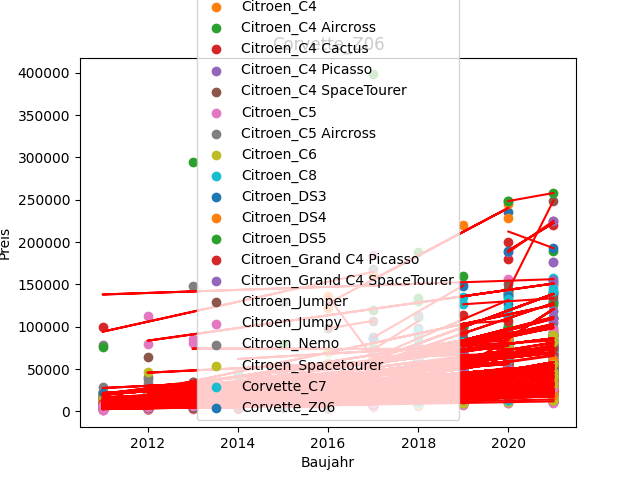 Citroen_C4
Citroen_C4 Aircross
Corvette_Z06
Citroen_C4 Cactus
Citroen_C4 Picasso
Citroen_C4 SpaceTourer
Citroen_C5
Citroen_C5 Aircross
Citroen_C6
Citroen_C8
Citroen_DS3
Citroen_DS4
Citroen_DS5
Citroen_Grand C4 Picasso
Citroen_Grand C4 SpaceTourer
Citroen_Jumper
Citroen_Jumpy
Citroen_Nemo
Citroen_Spacetourer
Corvette_C7
Corvette_Z06
400000
350000
300000
250000
200000
150000
100000
50000
0
Preis
2012 2014 2016 2018 2020
Baujahr